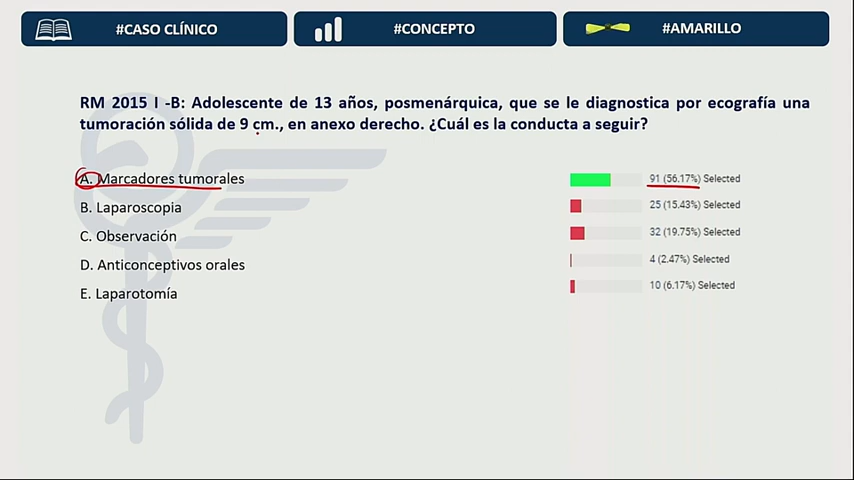 #CASO CLÍNICO
#CONCEPTO
#AMARILLO
RM 2015 I -B: Adolescente de 13 años, posmenárquica, que se le diagnostica por ecografía una
tumoración sólida de 9 cm., en anexo derecho. ¿Cuál es la conducta a seguir?
A. Marcadores tumorales
B. Laparoscopia
C. Observación
D. Anticonceptivos orales
E. Laparotomía
91 (56.17%) Selected
25 (15.43%) Selected
32 (19.75%) Selected
4 (2.47%) Selected
10 (6.17%) Selected